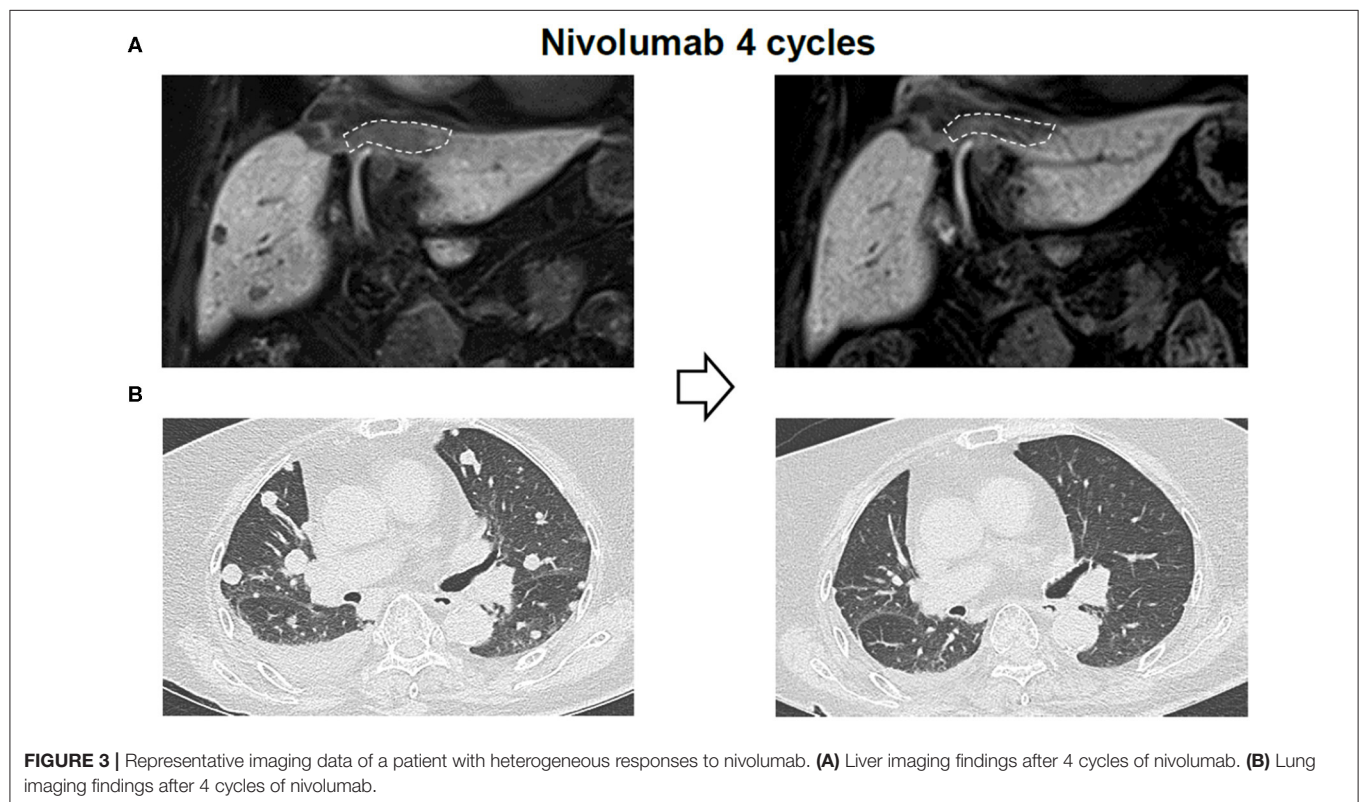 A
Nivolumab 4 cycles
B
FIGURE 3 | Representative imaging data of a patient with heterogeneous responses to nivolumab. (A) Liver imaging findings after 4 cycles of nivolumab. (B) Lung
imaging findings after 4 cycles of nivolumab.